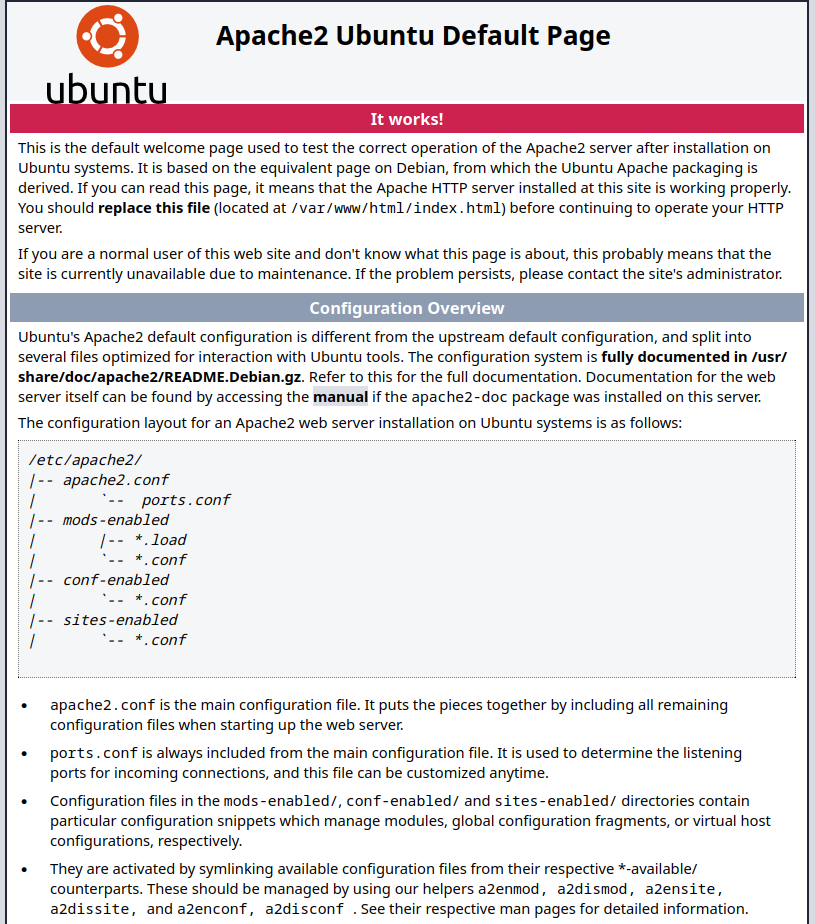 ubuntu
Apache2 Ubuntu Default Page
It works!
This is the default welcome page used to test the correct operation of the Apache2 server after installation on
Ubuntu systems. It is based on the equivalent page on Debian, from which the Ubuntu Apache packaging is
derived. If you can read this page, it means that the Apache HTTP server installed at this site is working properly.
You should replace this file (located at /var/www/html/index.html) before continuing to operate your HTTP
server.
If you are a normal user of this web site and don't know what this page is about, this probably means that the
site is currently unavailable due to maintenance. If the problem persists, please contact the site's administrator.
Configuration Overview
Ubuntu's Apache2 default configuration is different from the upstream default configuration, and split into
several files optimized for interaction with Ubuntu tools. The configuration system is fully documented in /usr/
share/doc/apache2/README.Debian.gz. Refer to this for the full documentation. Documentation for the web
server itself can be found by accessing the manual if the apache2-doc package was installed on this server.
The configuration layout for an Apache2 web server installation on Ubuntu systems is as follows:
/etc/apache2/
|-- apache2.conf
|       `--  ports.conf
|-- mods-enabled
|       |-- *.load
|       `-- *.conf
|-- conf-enabled
|       `-- *.conf
|-- sites-enabled
|       `-- *.conf
• apache2.conf is the main configuration file. It puts the pieces together by including all remaining
configuration files when starting up the web server.
• ports.conf is always included from the main configuration file. It is used to determine the listening
ports for incoming connections, and this file can be customized anytime.
• Configuration files in the mods-enabled/, conf-enabled/ and sites-enabled/ directories contain
particular configuration snippets which manage modules, global configuration fragments, or virtual host
configurations, respectively.
• They are activated by symlinking available configuration files from their respective *-available/
counterparts. These should be managed by using our helpers a2enmod, a2dismod, a2ensite,
a2dissite, and a2enconf, a2disconf . See their respective man pages for detailed information.